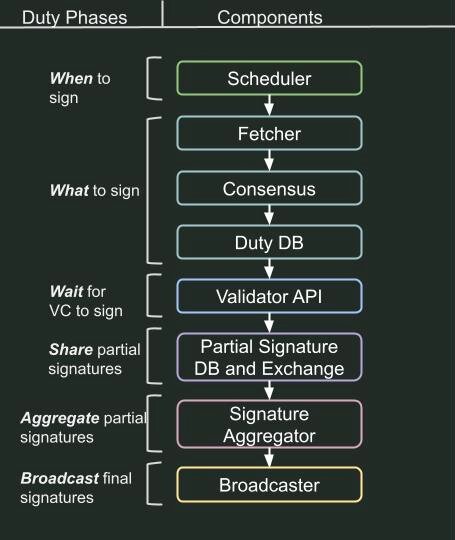 Duty Phases
Components
When to
sign
Scheduler
What to sign
Fetcher
Consensus
Duty DB
Wait for
VC to sign
Validator API
Share partial
signatures
Partial Signature
DB and Exchange
Aggregate partial
signatures
Signature
Aggregator
Broadcast final
signatures
Broadcaster